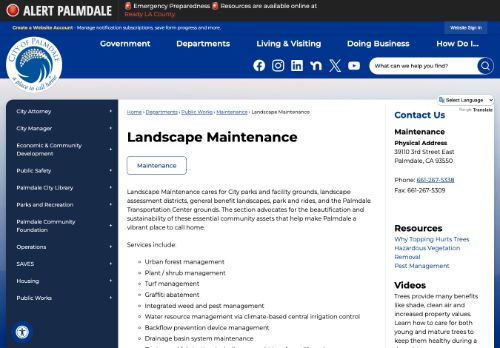 ALERT PALMDALE
🚨 Emergency Preparedness 🚨 Resources are available online at
Ready LA County.
Create a Website Account - Manage notification subscriptions, save form progress and more.
Website Sign In
CITY OF PALMDALE
a place to call home
Government
Departments
Living & Visiting
Doing Business
How Do I...
What can we help you find?
Select Language
Google Translate
City Attorney
City Manager
Economic & Community
Development
Public Safety
Palmdale City Library
Parks and Recreation
Palmdale Community
Foundation
Operations
SAVES
Housing
Public Works
Home › Departments › Public Works › Maintenance › Landscape Maintenance
Landscape Maintenance
Maintenance
Landscape Maintenance cares for City parks and facility grounds, landscape
assessment districts, general benefit landscapes, park and rides, and the Palmdale
Transportation Center grounds. The section advocates for the beautification and
sustainability of these essential community assets that help make Palmdale a
vibrant place to call home.
Services include:
Urban forest management
Plant / shrub management
Turf management
Graffiti abatement
Integrated weed and pest management
Water resource management via climate-based central irrigation control
Backflow prevention device management
Drainage basin system maintenance
Contact Us
Maintenance
Physical Address
39110 3rd Street East
Palmdale, CA 93550
Phone: 661-267-5338
Fax: 661-267-5309
Resources
Why Topping Hurts Trees
Hazardous Vegetation
Removal
Pest Management
Videos
Trees provide many benefits
like shade, clean air and
increased property values.
Learn how to care for both
young and mature trees to
keep them healthy during a